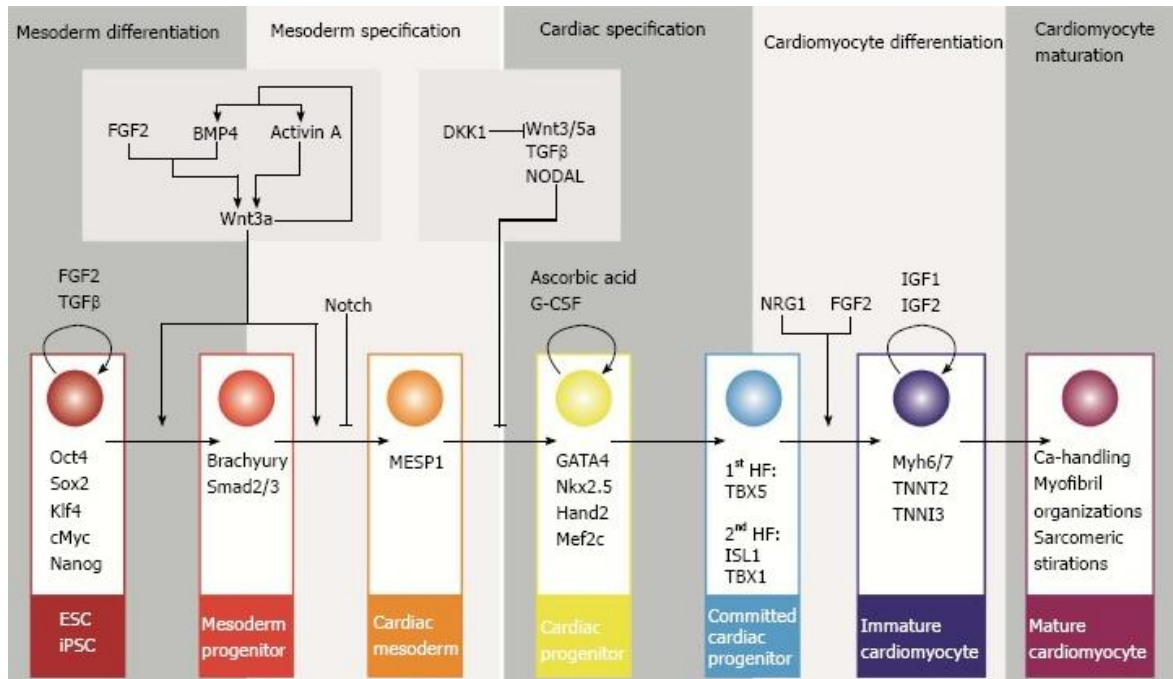 Mesoderm differentiation
Mesoderm specification
Cardiac specification
Cardiomyocyte differentiation
Cardiomyocyte
maturation
FGF2
BMP4
Activin A
Wnt3a
DKK1
Wnt3/5a
TGFβ
NODAL
FGF2
TGFβ
Notch
Ascorbic acid
G-CSF
NRG1
FGF2
IGF1
IGF2
Oct4
Sox2
Klf4
cMyc
Nanog
ESC
iPSC
Brachyury
Smad2/3
Mesoderm
progenitor
MESP1
Cardiac
mesoderm
GATA4
Nkx2.5
Hand2
Mef2c
Cardiac
progenitor
1st HF:
TBX5
2nd HF:
ISL1
TBX1
Committed
cardiac
progenitor
Myh6/7
TNNT2
TNNI3
Immature
cardiomyocyte
Ca-handling
Myofibril
organizations
Sarcomeric
stirations
Mature
cardiomyocyte